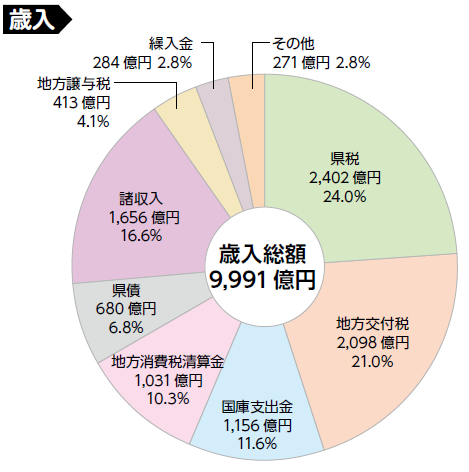 歳入
繰入金
284 億円 2.8%
その他
271 億円 2.8%
地方譲与税
413 億円
4.1%
県税
2,402 億円
24.0%
諸収入
1,656 億円
16.6%
歳入総額
9,991 億円
県債
680 億円
6.8%
地方交付税
2,098 億円
21.0%
地方消費税清算金
1,031 億円
10.3%
国庫支出金
1,156 億円
11.6%